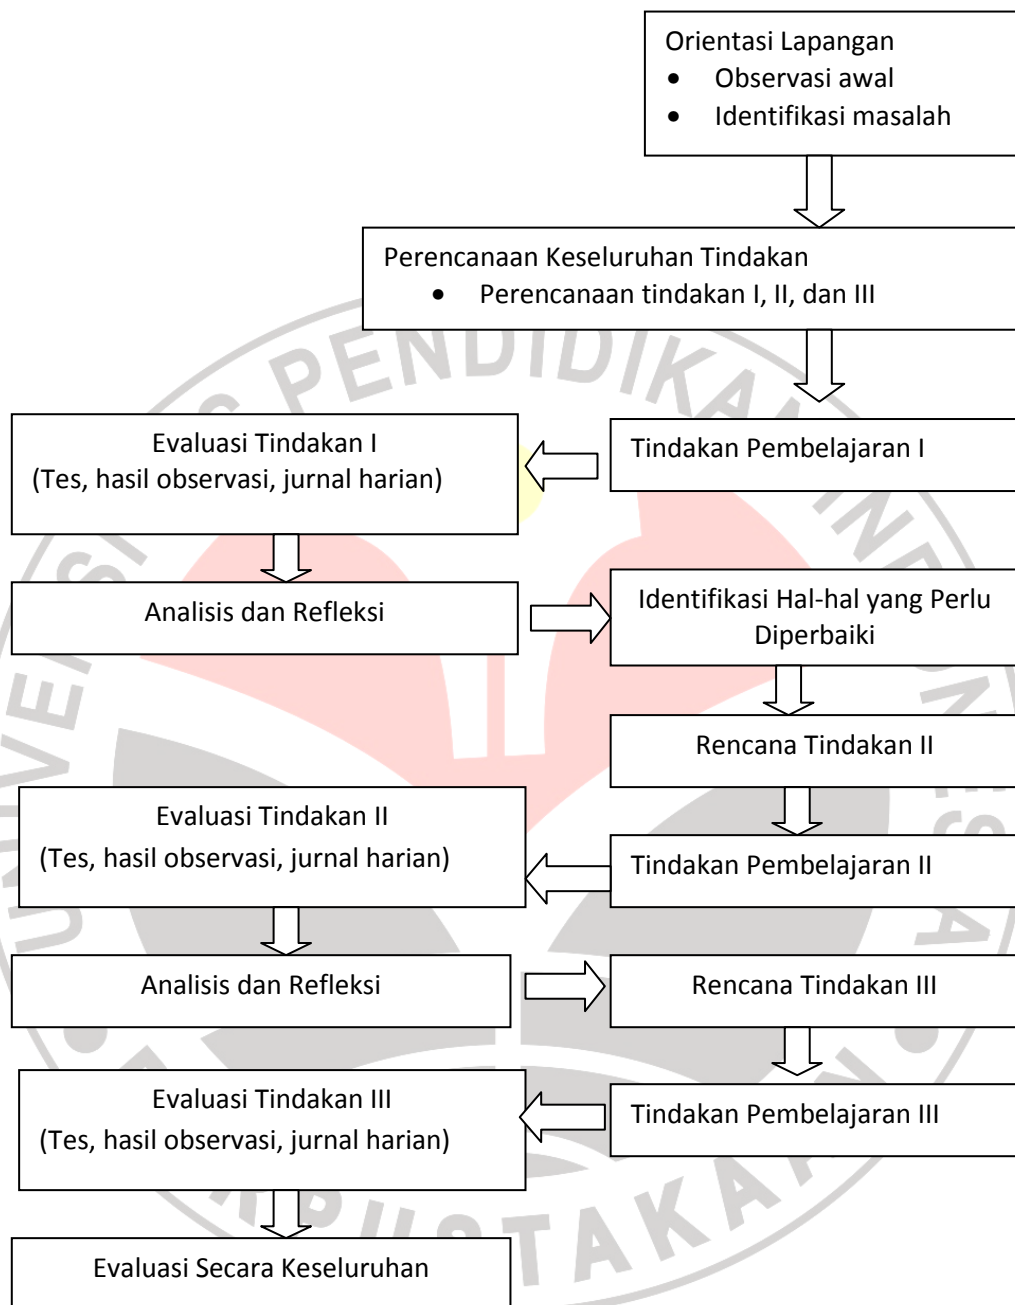 Orientasi Lapangan
• Observasi awal
• Identifikasi masalah
Perencanaan Keseluruhan Tindakan
• Perencanaan tindakan I, II, dan III
Evaluasi Tindakan I
(Tes, hasil observasi, jurnal harian)
Tindakan Pembelajaran I
Analisis dan Refleksi
Identifikasi Hal-hal yang Perlu
Diperbaiki
Rencana Tindakan II
Evaluasi Tindakan II
(Tes, hasil observasi, jurnal harian)
Tindakan Pembelajaran II
Analisis dan Refleksi
Rencana Tindakan III
Evaluasi Tindakan III
(Tes, hasil observasi, jurnal harian)
Tindakan Pembelajaran III
Evaluasi Secara Keseluruhan
PENDIDIKAN